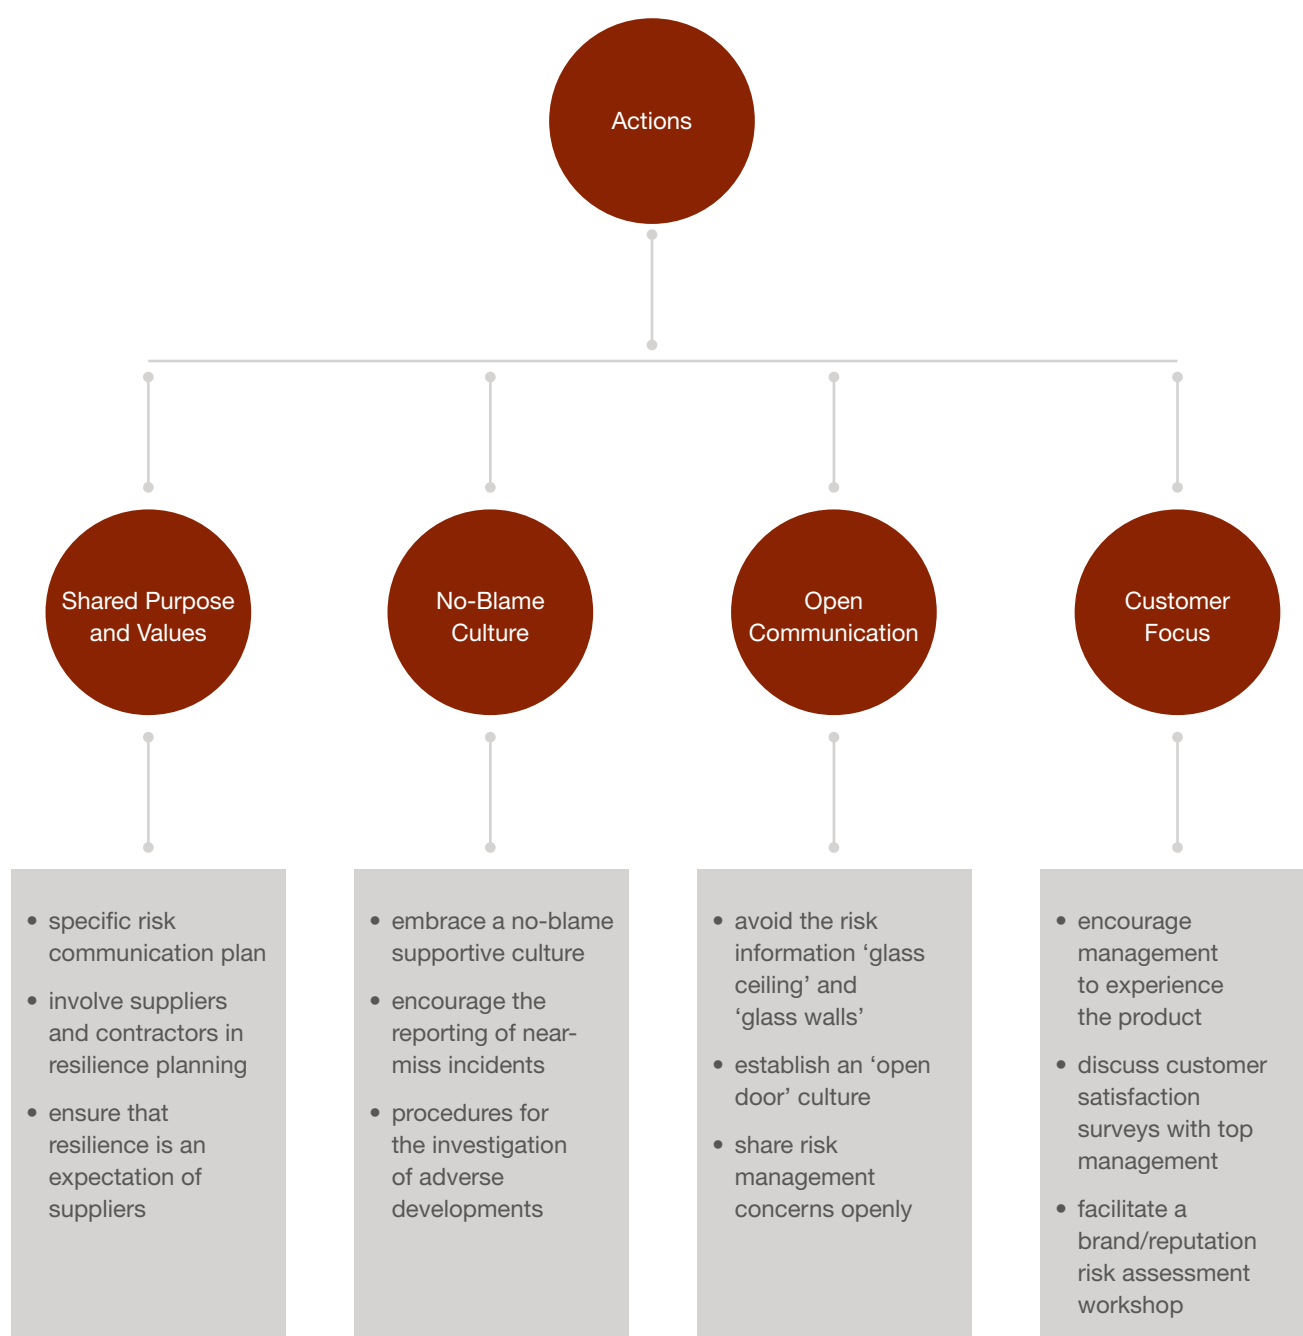 Actions
Shared Purpose
and Values
No-Blame
Culture
Open
Communication
Customer
Focus
• specific risk
communication plan
• involve suppliers
and contractors in
resilience planning
• ensure that
resilience is an
expectation of
suppliers
• embrace a no-blame
supportive culture
• encourage the
reporting of near-
miss incidents
• procedures for
the investigation
of adverse
developments
• avoid the risk
information ‘glass
ceiling’ and
‘glass walls’
• establish an ‘open
door’ culture
• share risk
management
concerns openly
• encourage
management
to experience
the product
• discuss customer
satisfaction
surveys with top
management
• facilitate a
brand/reputation
risk assessment
workshop